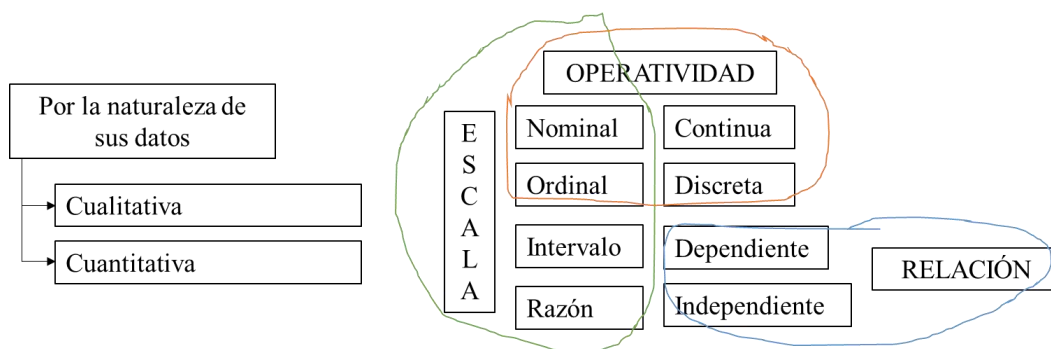 Por la naturaleza de
sus datos
Cualitativa
Cuantitativa
E
S
C
A
L
A
OPERATIVIDAD
Nominal
Continua
Ordinal
Discreta
Intervalo
Dependiente
RELACIÓN
Razón
Independiente